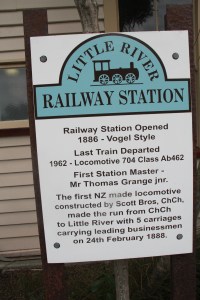 LITTLE RIVER
RAILWAY STATION
Railway Station Opened
1886 - Vogel Style
Last Train Departed
1962 - Locomotive 704 Class Ab462
First Station Master -
Mr Thomas Grange jnr.
The first NZ made locomotive
constructed by Scott Bros, ChCh,
made the run from ChCh
to Little River with 5 carriages
carrying leading businessmen
on 24th February 1888.